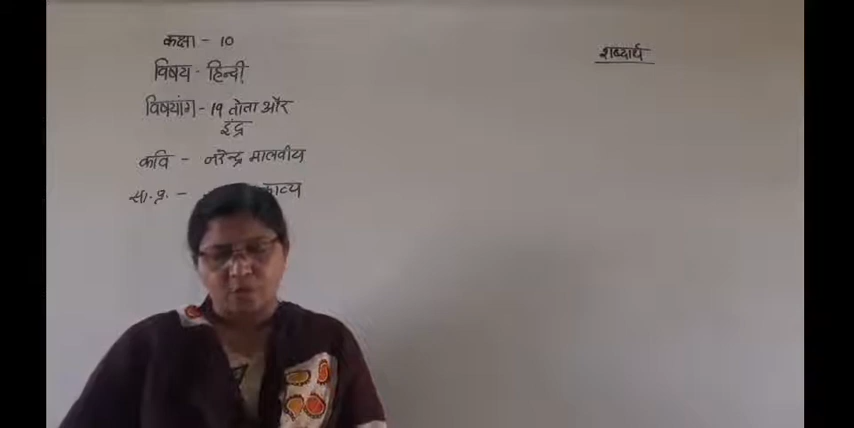 कक्षा - 10
विषय - हिन्दी
विषयांग - 19 तोता और
इंद्र
कवि - नरेन्द्र मालवीय
सा. प्र. - काव्य
शब्दार्थ